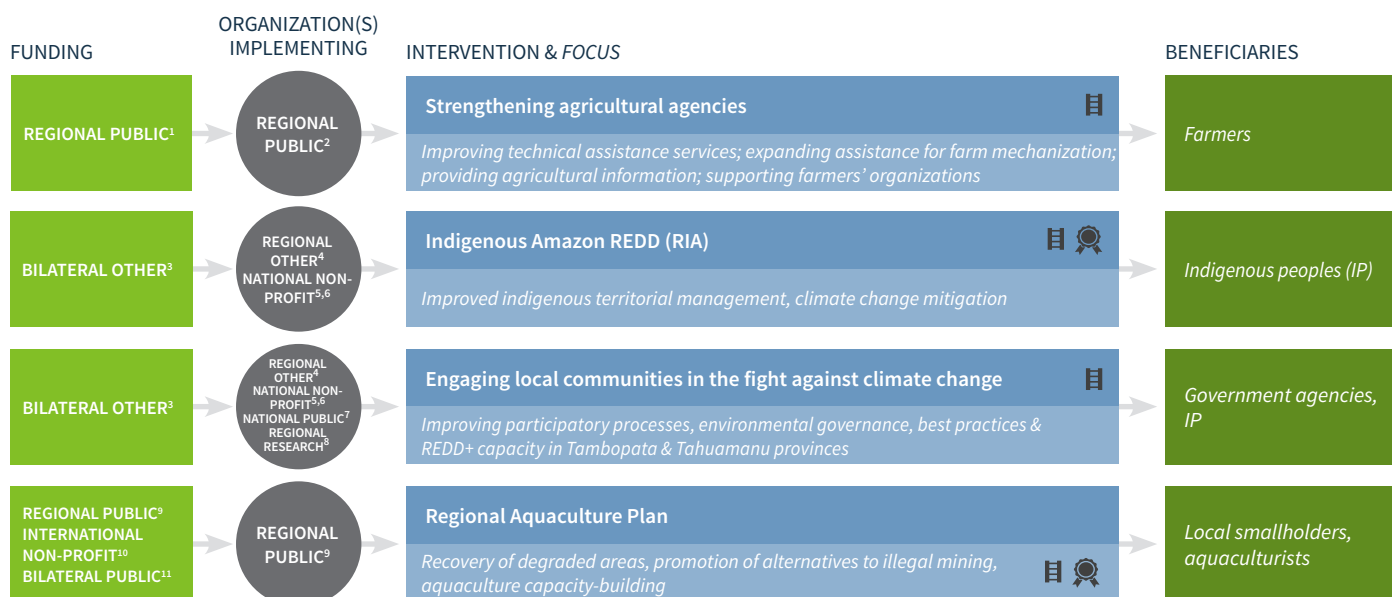 FUNDING
ORGANIZATION(S)
IMPLEMENTING
INTERVENTION & FOCUS
BENEFICIARIES
REGIONAL PUBLIC¹
REGIONAL
PUBLIC²
Strengthening agricultural agencies
Improving technical assistance services; expanding assistance for farm mechanization;
providing agricultural information; supporting farmers’ organizations
Farmers
BILATERAL OTHER³
REGIONAL
OTHER⁴
NATIONAL NON-
PROFIT⁵,⁶
Indigenous Amazon REDD (RIA)
Improved indigenous territorial management, climate change mitigation
Indigenous peoples (IP)
BILATERAL OTHER³
REGIONAL
OTHER⁴
NATIONAL NON-
PROFIT⁵,⁶
NATIONAL PUBLIC⁷
REGIONAL
RESEARCH⁸
Engaging local communities in the fight against climate change
Improving participatory processes, environmental governance, best practices &
REDD+ capacity in Tambopata & Tahuamanu provinces
Government agencies,
IP
REGIONAL PUBLIC⁹
INTERNATIONAL
NON-PROFIT¹⁰
BILATERAL PUBLIC¹¹
REGIONAL
PUBLIC⁹
Regional Aquaculture Plan
Recovery of degraded areas, promotion of alternatives to illegal mining,
aquaculture capacity-building
Local smallholders,
aquaculturists